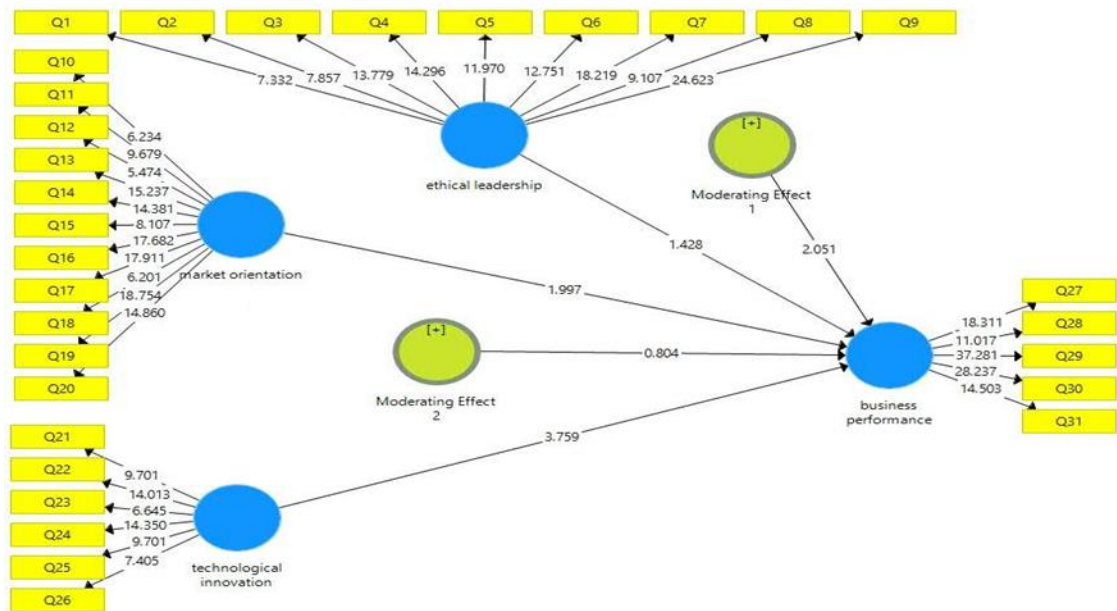 Q1
Q2
Q3
Q4
Q5
Q6
Q7
Q8
Q9
7.332
7.857
13.779
14.296
11.970
12.751
18.219
9.107
24.623
Q10
Q11
Q12
Q13
Q14
Q15
Q16
Q17
Q18
Q19
Q20
6.234
9.679
5.474
15.237
14.381
8.107
17.682
17.911
6.201
18.754
14.860
market orientation
ethical leadership
[+]
Moderating Effect
1
1.428
2.051
1.997
[+]
Moderating Effect
2
0.804
3.759
Q21
Q22
Q23
Q24
Q25
Q26
9.701
14.013
6.645
14.350
9.701
7.405
technological
innovation
business
performance
18.311
11.017
37.281
28.237
14.503
Q27
Q28
Q29
Q30
Q31